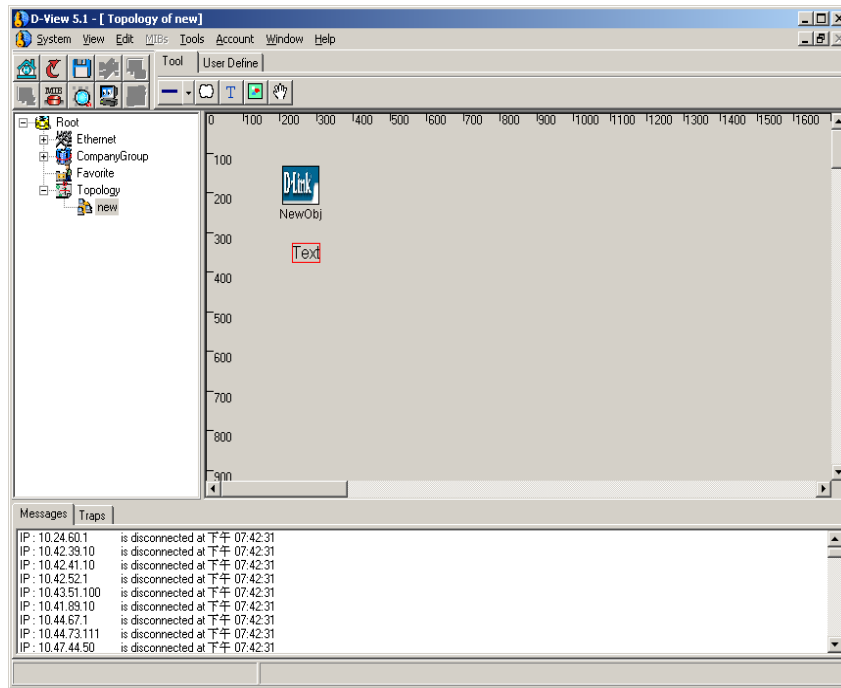 D-View 5.1 - [ Topology of new]
System View Edit MIBs Tools Account Window Help
Tool User Define
MIB T
Root
Ethernet
CompanyGroup
Favorite
Topology
new
0 100 200 300 400 500 600 700 800 900 1000 1100 1200 1300 1400 1500 1600
100
200
300
400
500
600
700
800
900
D-Link
NewObj
Text
Messages Traps
IP : 10.24.60.1 is disconnected at 下午 07:42:31
IP : 10.42.39.10 is disconnected at 下午 07:42:31
IP : 10.42.41.10 is disconnected at 下午 07:42:31
IP : 10.42.52.1 is disconnected at 下午 07:42:31
IP : 10.43.51.100 is disconnected at 下午 07:42:31
IP : 10.41.89.10 is disconnected at 下午 07:42:31
IP : 10.44.67.1 is disconnected at 下午 07:42:31
IP : 10.44.73.111 is disconnected at 下午 07:42:31
IP : 10.47.44.50 is disconnected at 下午 07:42:31